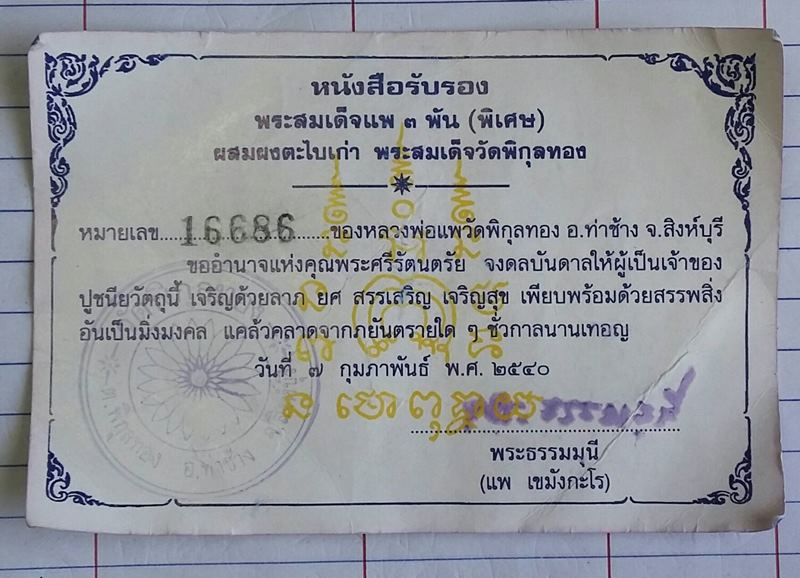 หนังสือรับรอง
พระสมเด็จแพ ๓ พัน (พิเศษ)
ผสมผงตะไบเก่า พระสมเด็จวัดพิกุลทอง
หมายเลข....16686....ของหลวงพ่อแพวัดพิกุลทอง อ.ท่าช้าง จ.สิงห์บุรี
ขออำนาจแห่งคุณพระศรีรัตนตรัย จงดลบันดาลให้ผู้เป็นเจ้าของ
ปูชนียวัตถุนี้ เจริญด้วยลาภ ยศ สรรเสริญ เจริญสุข เพียบพร้อมด้วยสรรพสิ่ง
อันเป็นมิ่งมงคล แคล้วคลาดจากภยันตรายใด ๆ ชั่วกาลนานเทอญ
วันที่ ๗ กุมภาพันธ์ พ.ศ. ๒๕๔๐
พระธรรมมุนี
(แพ เขมังกะโร)
ต.พิกุลทอง อ.ท่าช้าง